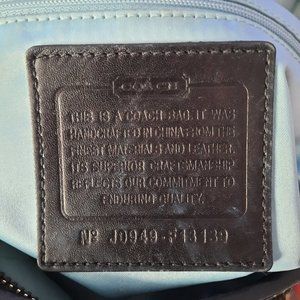 COACH
THIS IS A COACH BAG. IT WAS
HANDCRAFTED IN CHINA FROM THE
FINEST MATERIALS AND LEATHER.
ITS SUPERIOR CRAFTSMANSHIP
REFLECTS OUR COMMITMENT TO
ENDURING QUALITY.
Nº J0949-F13139